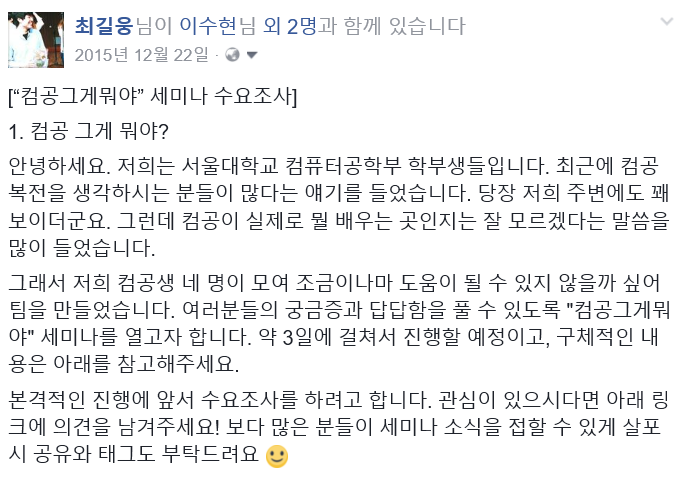 최길웅님이 이수현님 외 2명과 함께 있습니다
2015년 12월 22일 ·
[“컴공그게뭐야” 세미나 수요조사]
1. 컴공 그게 뭐야?
안녕하세요. 저희는 서울대학교 컴퓨터공학부 학부생들입니다. 최근에 컴공
복전을 생각하시는 분들이 많다는 얘기를 들었습니다. 당장 저희 주변에도 꽤
보이더군요. 그런데 컴공이 실제로 뭘 배우는 곳인지는 잘 모르겠다는 말씀을
많이 들었습니다.
그래서 저희 컴공생 네 명이 모여 조금이나마 도움이 될 수 있지 않을까 싶어
팀을 만들었습니다. 여러분들의 궁금증과 답답함을 풀 수 있도록 "컴공그게뭐
야" 세미나를 열고자 합니다. 약 3일에 걸쳐서 진행할 예정이고, 구체적인 내
용은 아래를 참고해주세요.
본격적인 진행에 앞서 수요조사를 하려고 합니다. 관심이 있으시다면 아래 링
크에 의견을 남겨주세요! 보다 많은 분들이 세미나 소식을 접할 수 있게 살포
시 공유와 태그도 부탁드려요